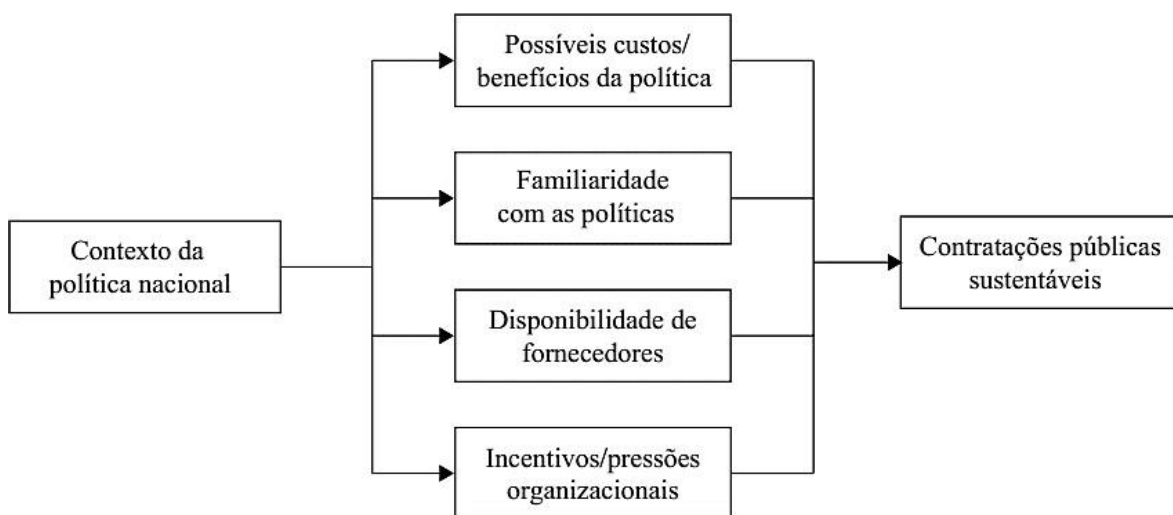 Possíveis custos/
benefícios da política
Familiaridade
com as políticas
Contexto da
política nacional
Contratações públicas
sustentáveis
Disponibilidade de
fornecedores
Incentivos/pressões
organizacionais